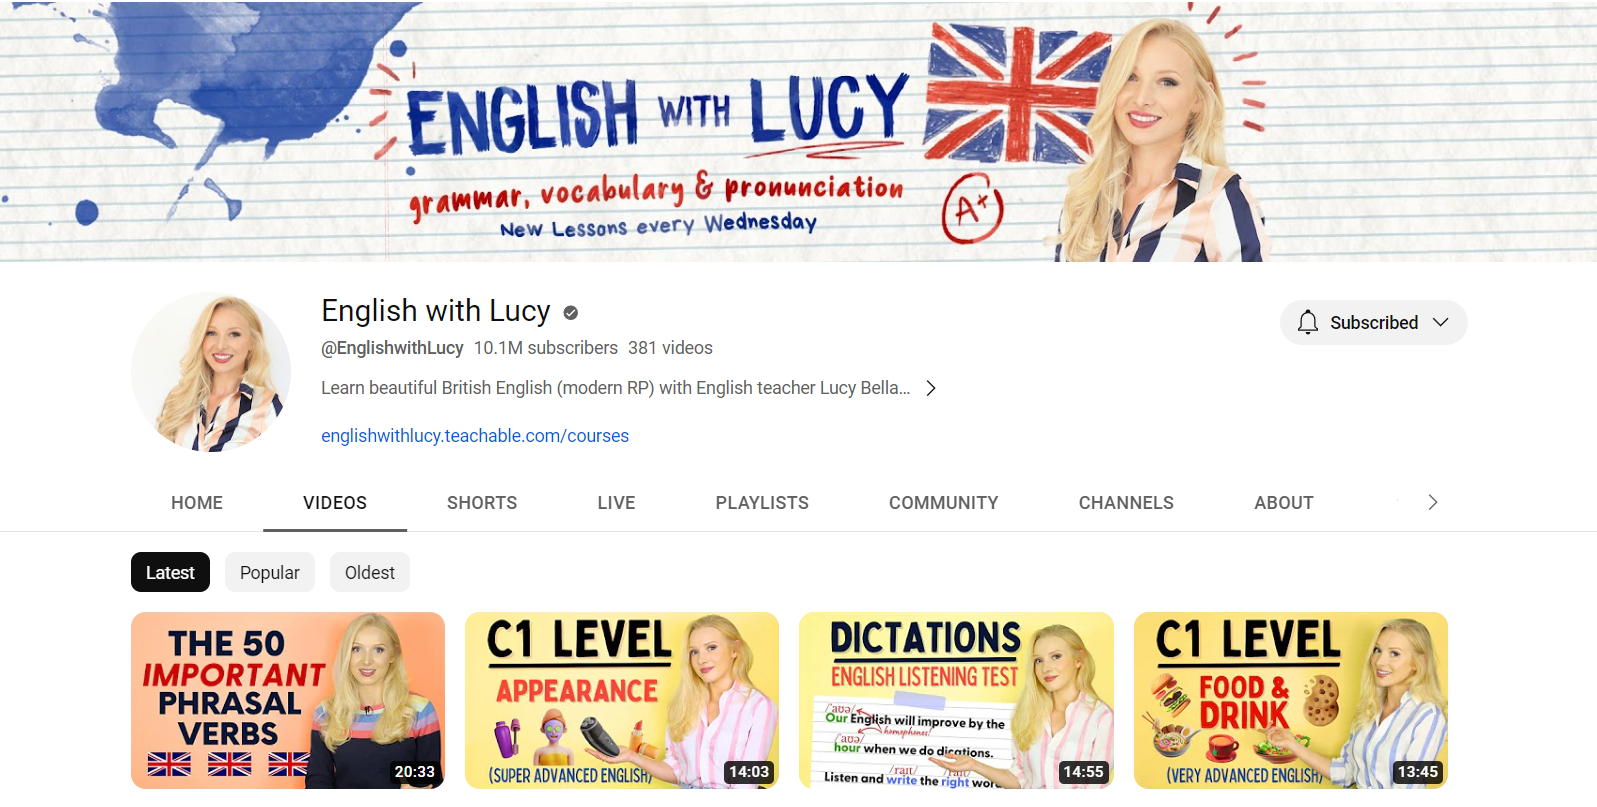 ENGLISH WITH LUCY
grammar, vocabulary & pronunciation
New Lessons every Wednesday
A+
English with Lucy
@EnglishwithLucy 10.1M subscribers 381 videos
Subscribed
Learn beautiful British English (modern RP) with English teacher Lucy Bella...
englishwithlucy.teachable.com/courses
HOME VIDEOS SHORTS LIVE PLAYLISTS COMMUNITY CHANNELS ABOUT
Latest Popular Oldest
THE 50
IMPORTANT
PHRASAL
VERBS
20:33
C1 LEVEL
APPEARANCE
(SUPER ADVANCED ENGLISH)
14:03
DICTATIONS
ENGLISH LISTENING TEST
/ˈaʊə/
Our English will improve by the
homophones!
/ˈaʊə/
hour when we do dications.
/raɪt/ /raɪt/
Listen and write the right wor
14:55
C1 LEVEL
FOOD &
DRINK
(VERY ADVANCED ENGLISH)
13:45